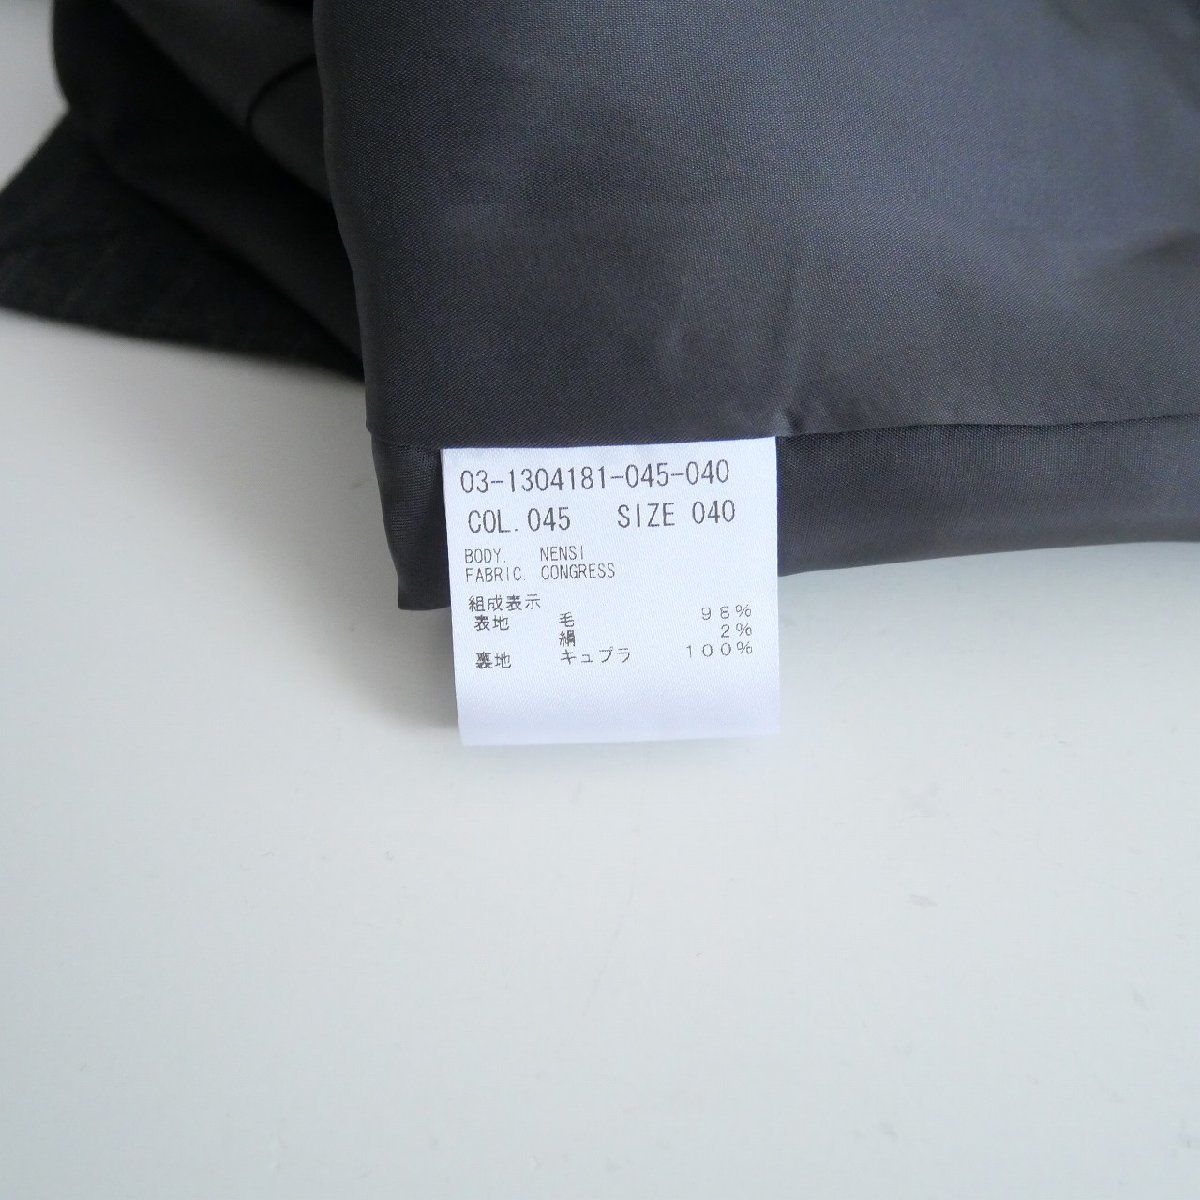 03-1304181-045-040
COL. 045 SIZE 040
BODY. NENSI
FABRIC. CONGRESS
組成表示
表地 毛 98%
絹 2%
裏地 キュプラ 100%